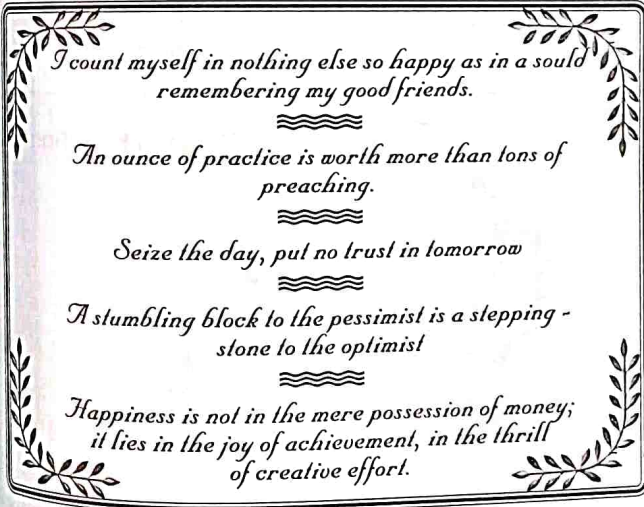 I count myself in nothing else so happy as in a sould
remembering my good friends.
An ounce of practice is worth more than tons of
preaching.
Seize the day, put no trust in tomorrow
A stumbling block to the pessimist is a stepping -
stone to the optimist
Happiness is not in the mere possession of money;
it lies in the joy of achievement, in the thrill
of creative effort.